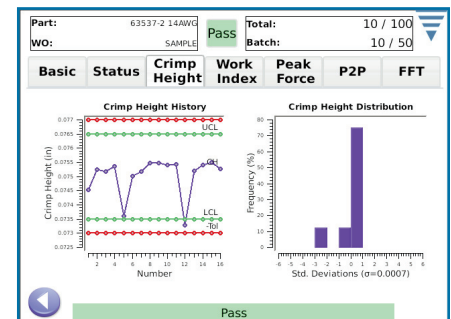 Part: 63537-2 14AWG
WO: SAMPLE
Pass
Total: 10 / 100
Batch: 10 / 50
Basic
Status
Crimp Height
Work Index
Peak Force
P2P
FFT
Crimp Height History
Crimp Height (in)
0.077
0.0765
0.076
0.0755
0.075
0.0745
0.074
0.0735
0.073
0.0725
UCL
CH
LCL
-Tol
2 4 6 8 10 12 14 16
Number
Crimp Height Distribution
Frequency (%)
80
70
60
50
40
30
20
10
0
-6 -5 -4 -3 -2 -1 0 1 2 3 4 5 6
Std. Deviations (σ=0.0007)
Pass